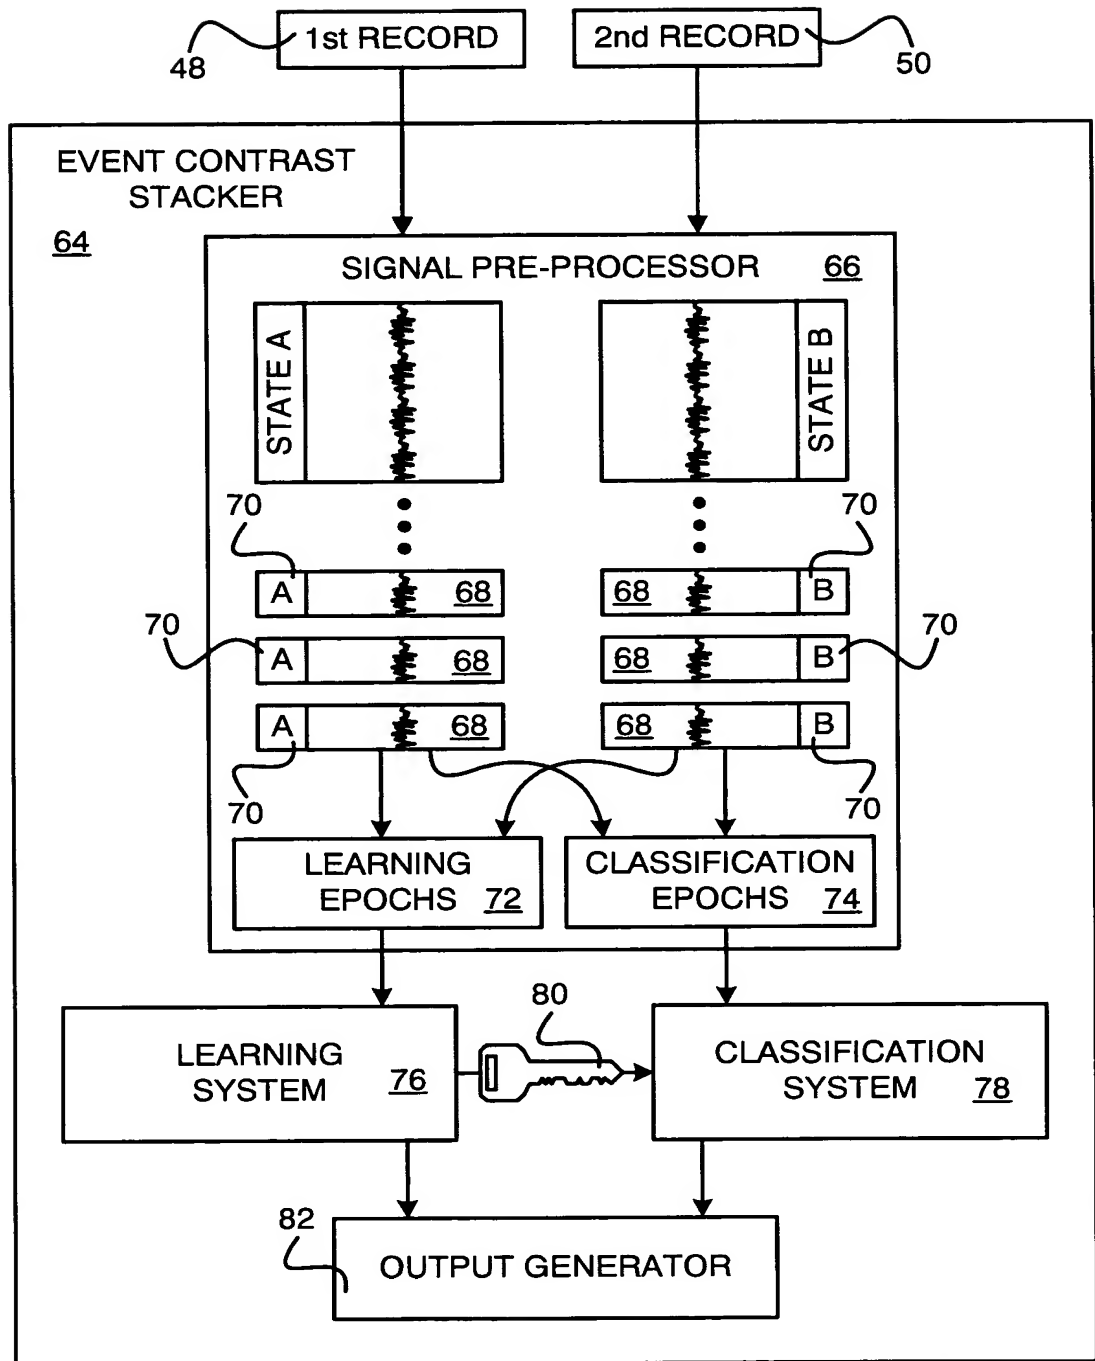 1st RECORD
2nd RECORD
48
50
EVENT CONTRAST
STACKER
64
SIGNAL PRE-PROCESSOR 66
STATE A
STATE B
70
70
A 68
68 B
70
70
A 68
68 B
A 68
68 B
70
70
LEARNING
EPOCHS 72
CLASSIFICATION
EPOCHS 74
80
LEARNING
SYSTEM 76
CLASSIFICATION
SYSTEM 78
82
OUTPUT GENERATOR